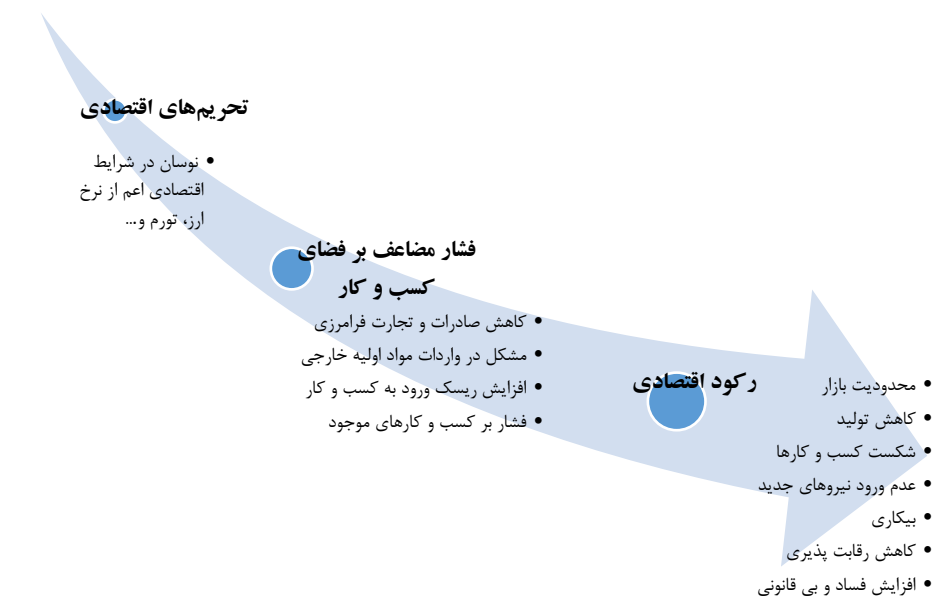 تحریم‌های اقتصادی
• نوسان در شرایط
اقتصادی اعم از نرخ
ارز، تورم و...
فشار مضاعف بر فضای
کسب و کار
• کاهش صادرات و تجارت فرامرزی
• مشکل در واردات مواد اولیه خارجی
• افزایش ریسک ورود به کسب و کار
• فشار بر کسب و کارهای موجود
رکود اقتصادی
• محدودیت بازار
• کاهش تولید
• شکست کسب و کارها
• عدم ورود نیروهای جدید
• بیکاری
• کاهش رقابت پذیری
• افزایش فساد و بی قانونی